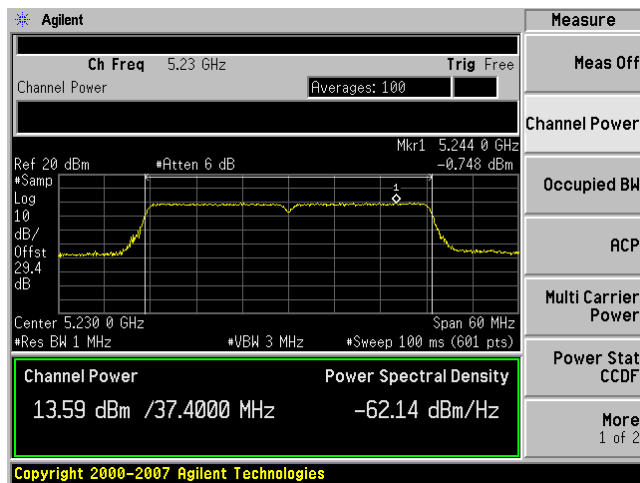 Agilent
Measure
Ch Freq 5.23 GHz Trig Free
Channel Power Averages: 100
Mkr1 5.244 0 GHz
Ref 20 dBm #Atten 6 dB -0.748 dBm
#Samp
Log
10
dB/
Offst
29.4
dB
1
Center 5.230 0 GHz Span 60 MHz
#Res BW 1 MHz #VBW 3 MHz #Sweep 100 ms (601 pts)
Channel Power Power Spectral Density
13.59 dBm /37.4000 MHz -62.14 dBm/Hz
Copyright 2000-2007 Agilent Technologies
Meas Off
Channel Power
Occupied BW
ACP
Multi Carrier
Power
Power Stat
CCDF
More
1 of 2